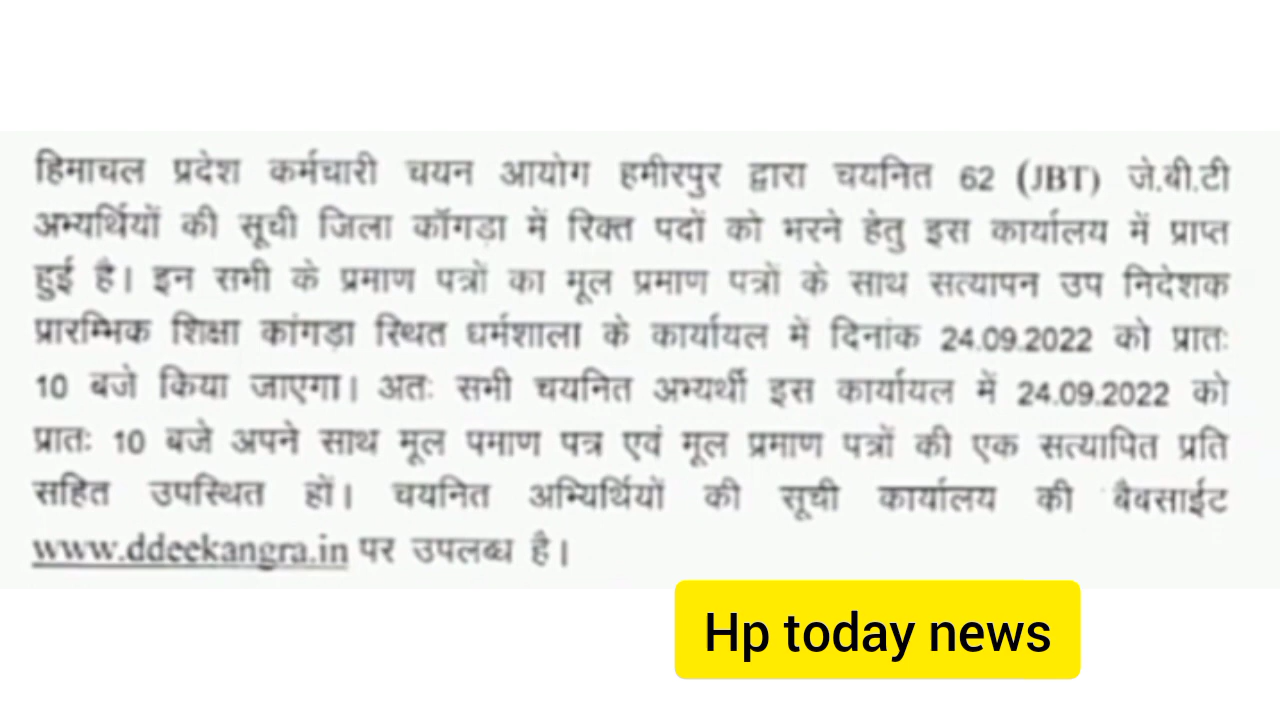 हिमाचल प्रदेश कर्मचारी चयन आयोग हमीरपुर द्वारा चयनित 62 (JBT) जे.बी.टी
अभ्यर्थियों की सूची जिला कॉंगड़ा में रिक्त पदों को भरने हेतु इस कार्यालय में प्राप्त
हुई है। इन सभी के प्रमाण पत्रों का मूल प्रमाण पत्रों के साथ सत्यापन उप निदेशक
प्रारम्भिक शिक्षा कांगड़ा स्थित धर्मशाला के कार्यायल में दिनांक 24.09.2022 को प्रातः
10 बजे किया जाएगा। अतः सभी चयनित अभ्यर्थी इस कार्यायल में 24.09.2022 को
प्रातः 10 बजे अपने साथ मूल पमाण पत्र एवं मूल प्रमाण पत्रों की एक सत्यापित प्रति
सहित उपस्थित हों। चयनित अभ्यिर्थियों की सूची कार्यालय की बैवसाईट
www.ddeekangra.in पर उपलब्ध है।
Hp today news